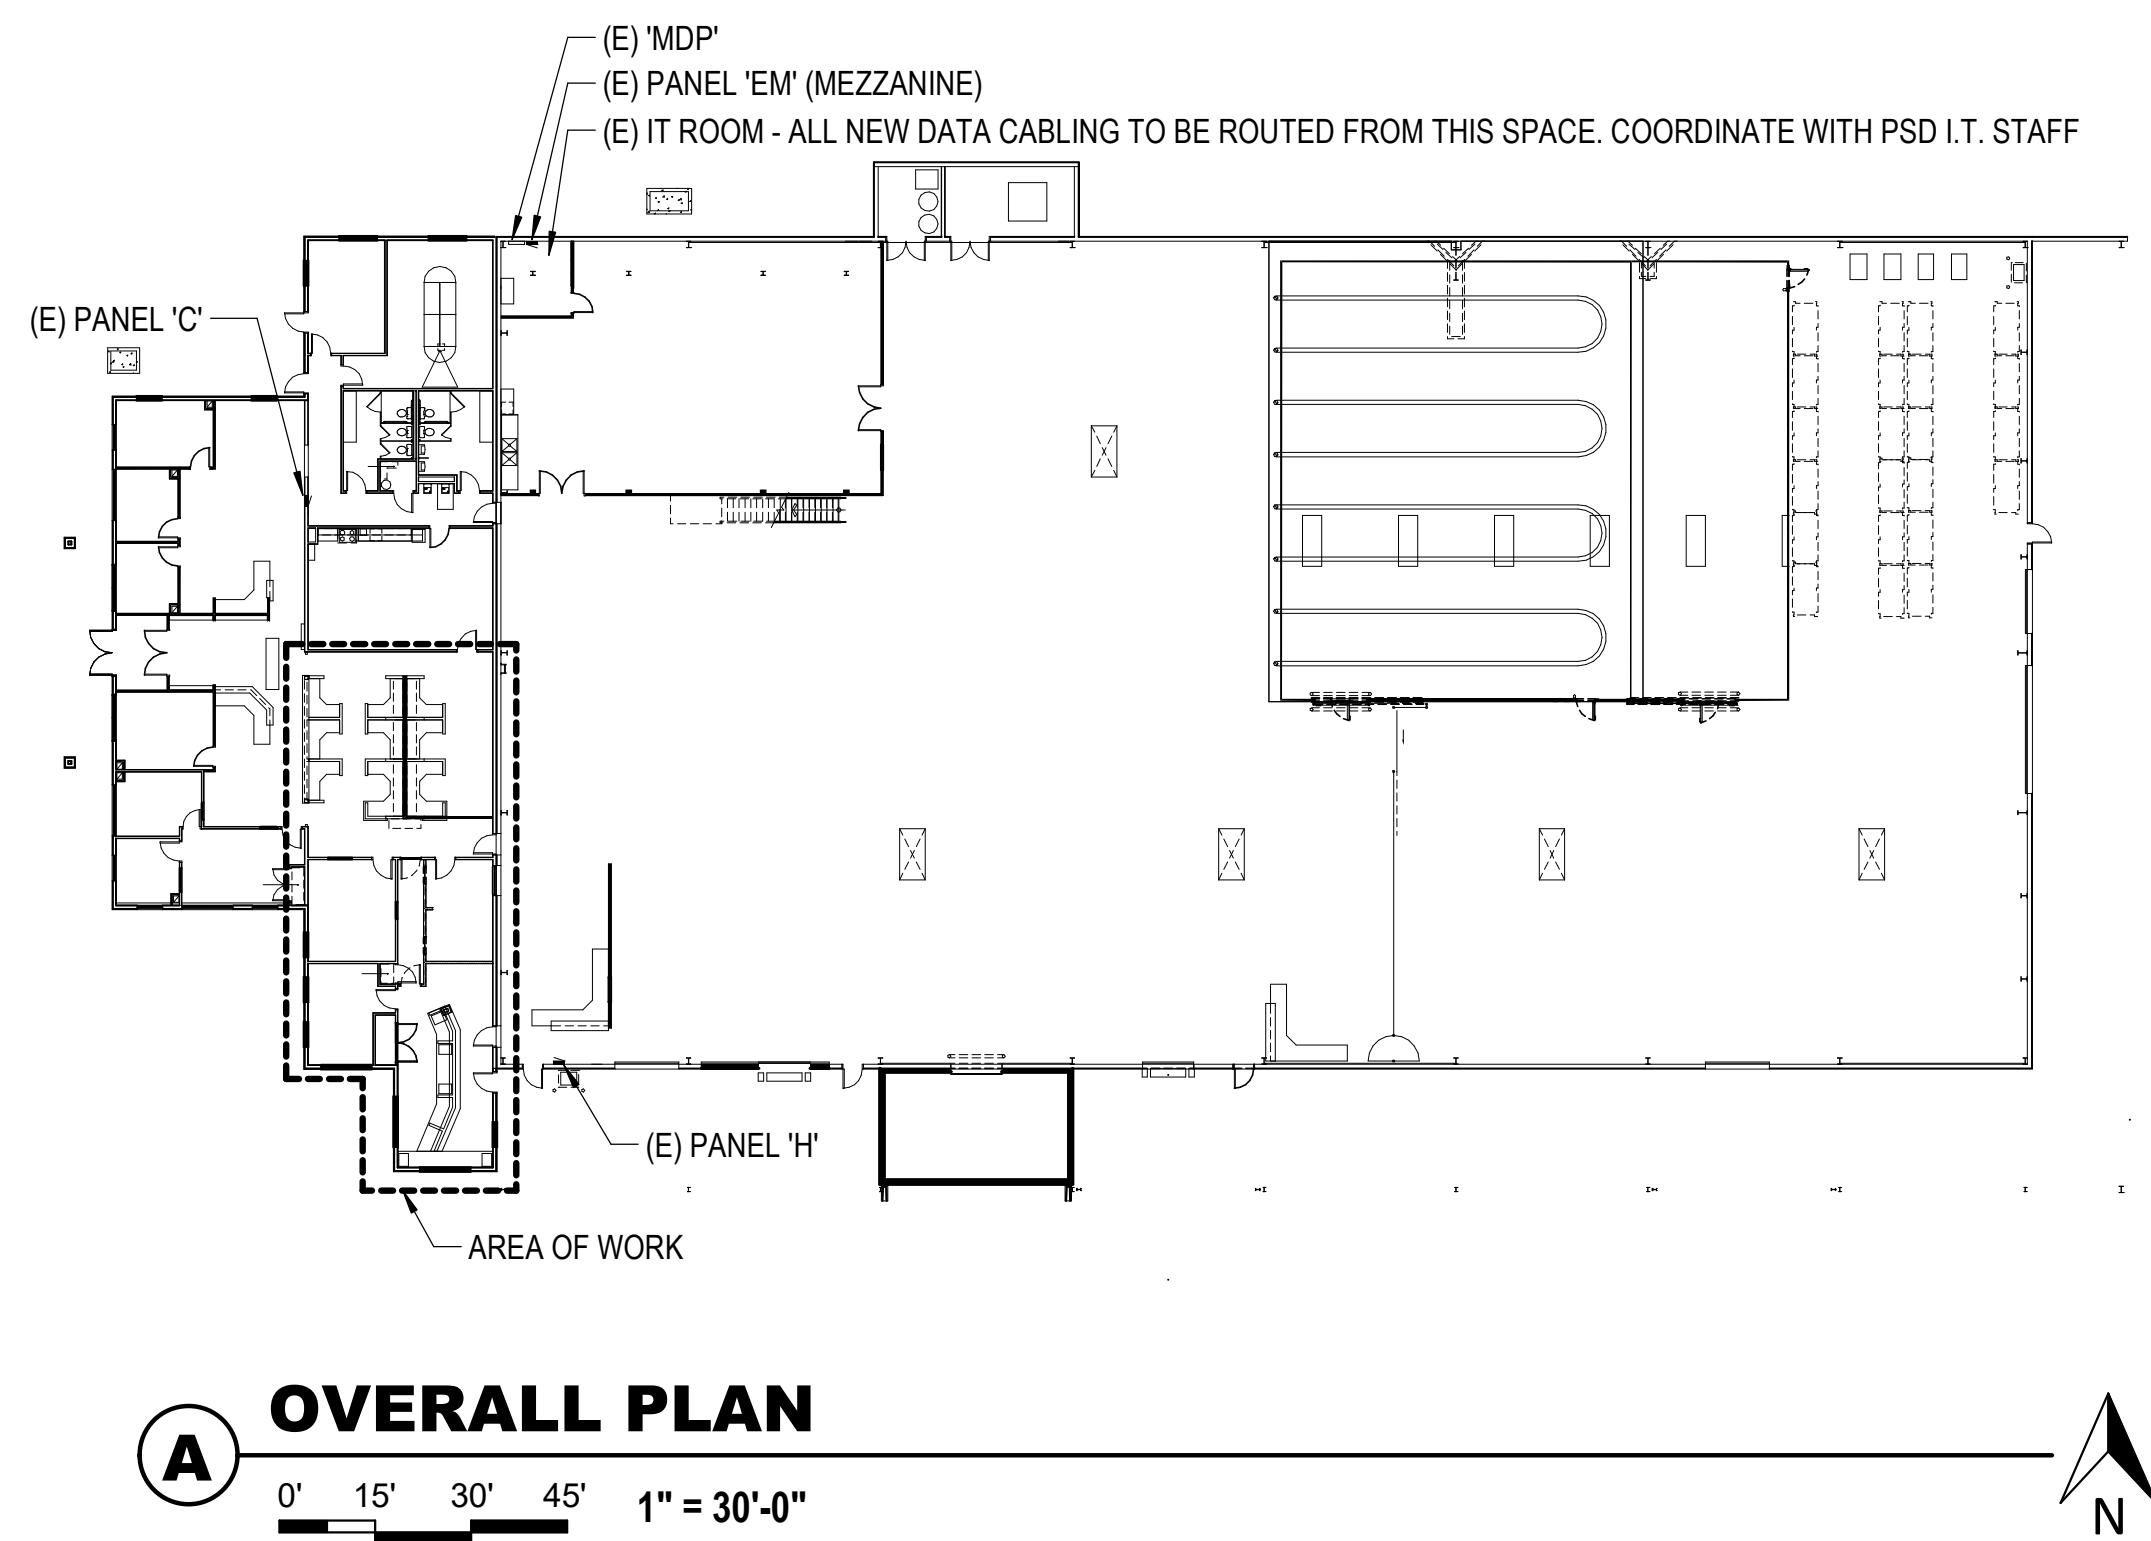 (E) 'MDP'
(E) PANEL 'EM' (MEZZANINE)
(E) IT ROOM - ALL NEW DATA CABLING TO BE ROUTED FROM THIS SPACE. COORDINATE WITH PSD I.T. STAFF
(E) PANEL 'C'
(E) PANEL 'H'
AREA OF WORK
A
OVERALL PLAN
0' 15' 30' 45'
1" = 30'-0"
N